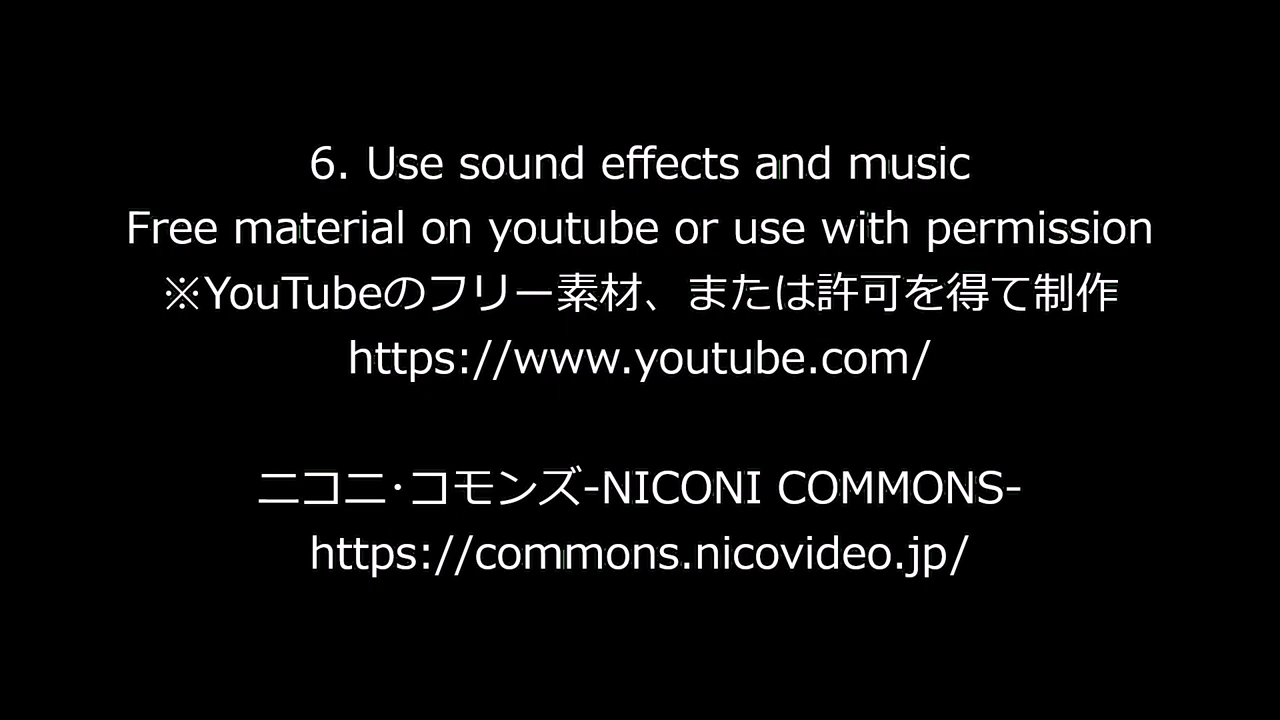 6. Use sound effects and music
Free material on youtube or use with permission
※YouTubeのフリー素材、または許可を得て制作
https://www.youtube.com/
ニコニ･コモンズ-NICONI COMMONS-
https://commons.nicovideo.jp/